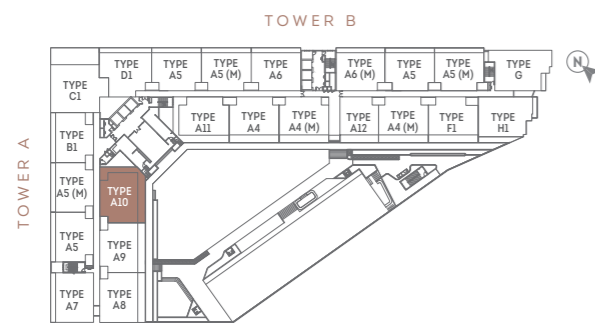 TOWER B
TYPE
C1
TYPE
D1
TYPE
A5
TYPE
A5 (M)
TYPE
A6
TYPE
A6 (M)
TYPE
A5
TYPE
A5 (M)
TYPE
G
N
TYPE
A11
TYPE
A4
TYPE
A4 (M)
TYPE
A12
TYPE
A4 (M)
TYPE
F1
TYPE
H1
TOWER A
TYPE
B1
TYPE
A5 (M)
TYPE
A10
TYPE
A5
TYPE
A9
TYPE
A7
TYPE
A8